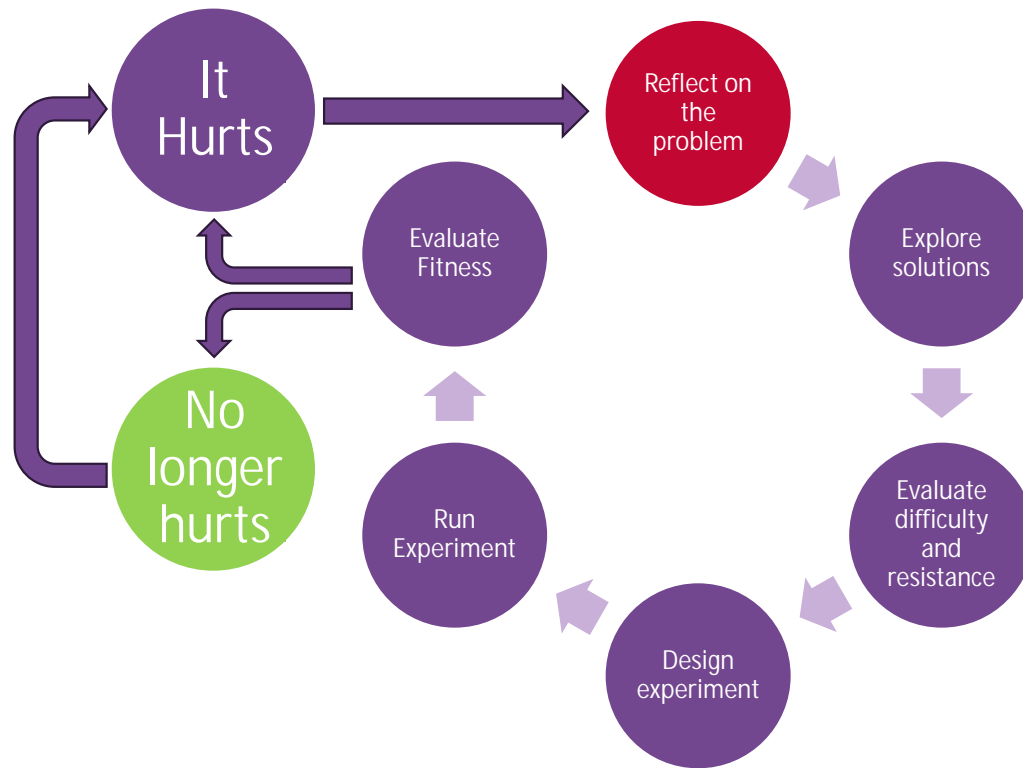 It
Hurts
Reflect on
the
problem
Explore
solutions
Evaluate
difficulty
and
resistance
Design
experiment
Run
Experiment
Evaluate
Fitness
No
longer
hurts